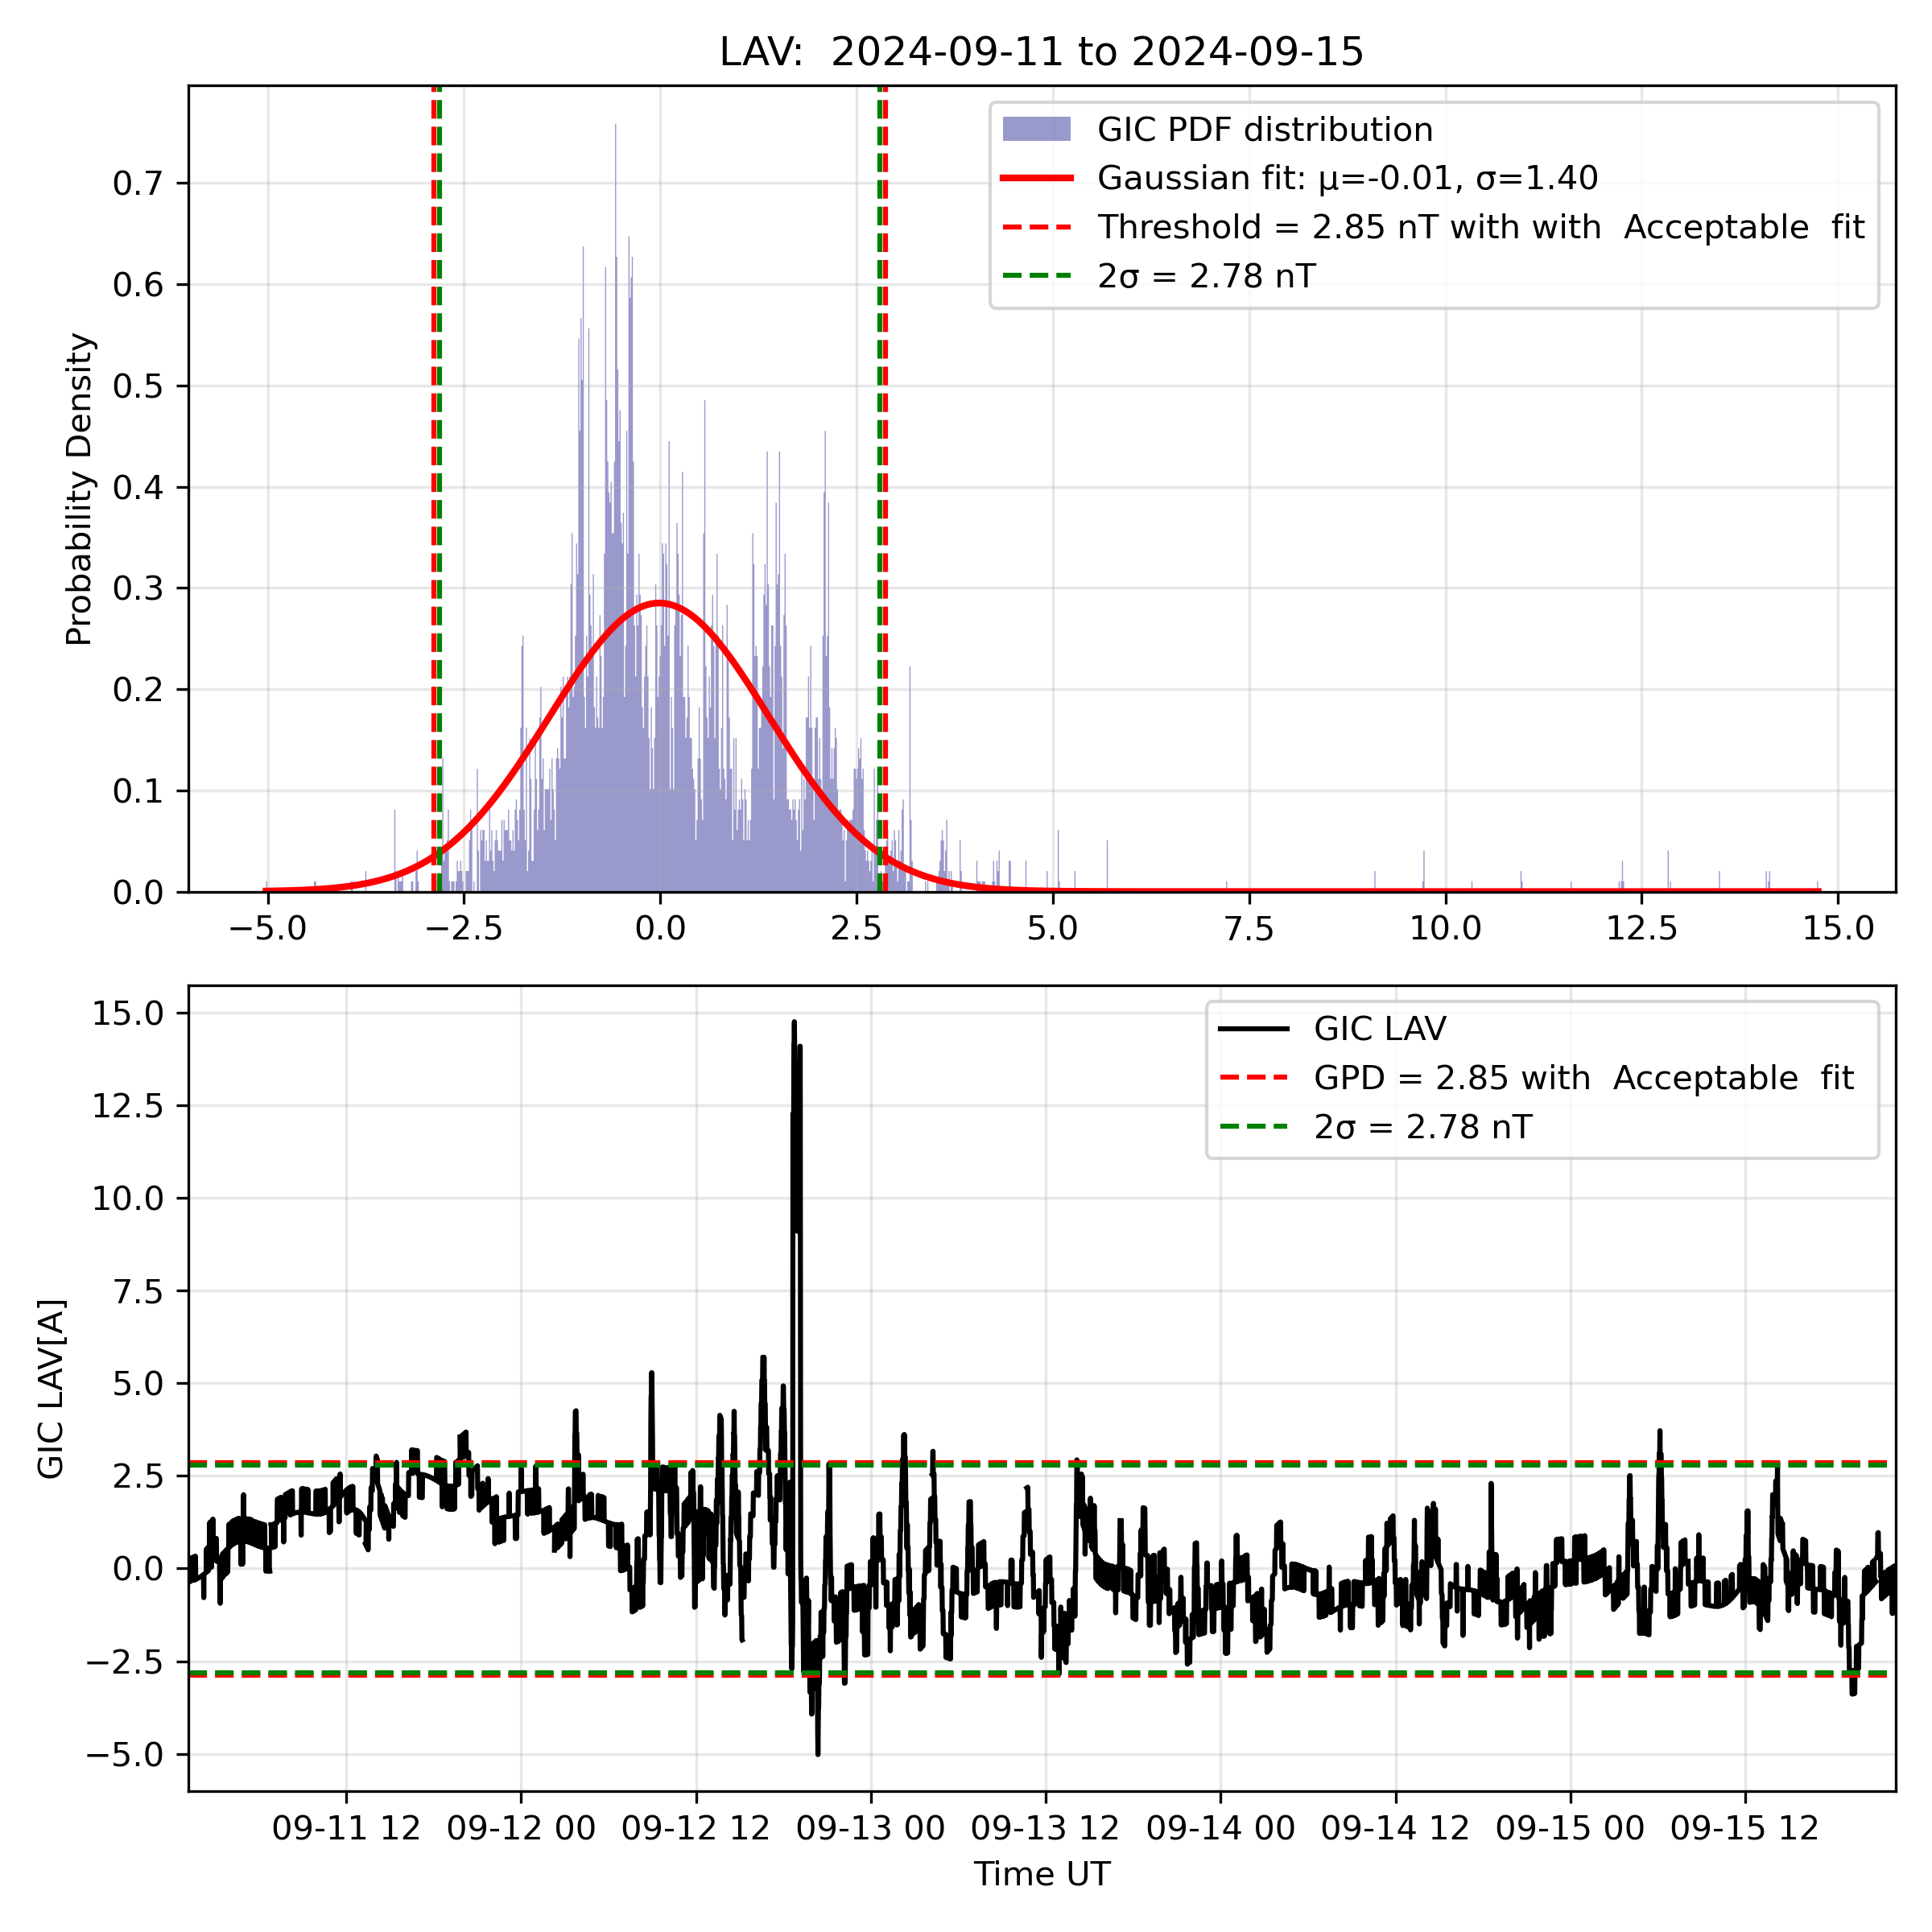 LAV:  2024-09-11 to 2024-09-15
Probability Density
0.7
0.6
0.5
0.4
0.3
0.2
0.1
0.0
GIC PDF distribution
Gaussian fit: μ=-0.01, σ=1.40
Threshold = 2.85 nT with with  Acceptable  fit
2σ = 2.78 nT
−5.0 −2.5 0.0 2.5 5.0 7.5 10.0 12.5 15.0
GIC LAV[A]
15.0
12.5
10.0
7.5
5.0
2.5
0.0
−2.5
−5.0
GIC LAV
GPD = 2.85 with  Acceptable  fit
2σ = 2.78 nT
09-11 12 09-12 00 09-12 12 09-13 00 09-13 12 09-14 00 09-14 12 09-15 00 09-15 12
Time UT